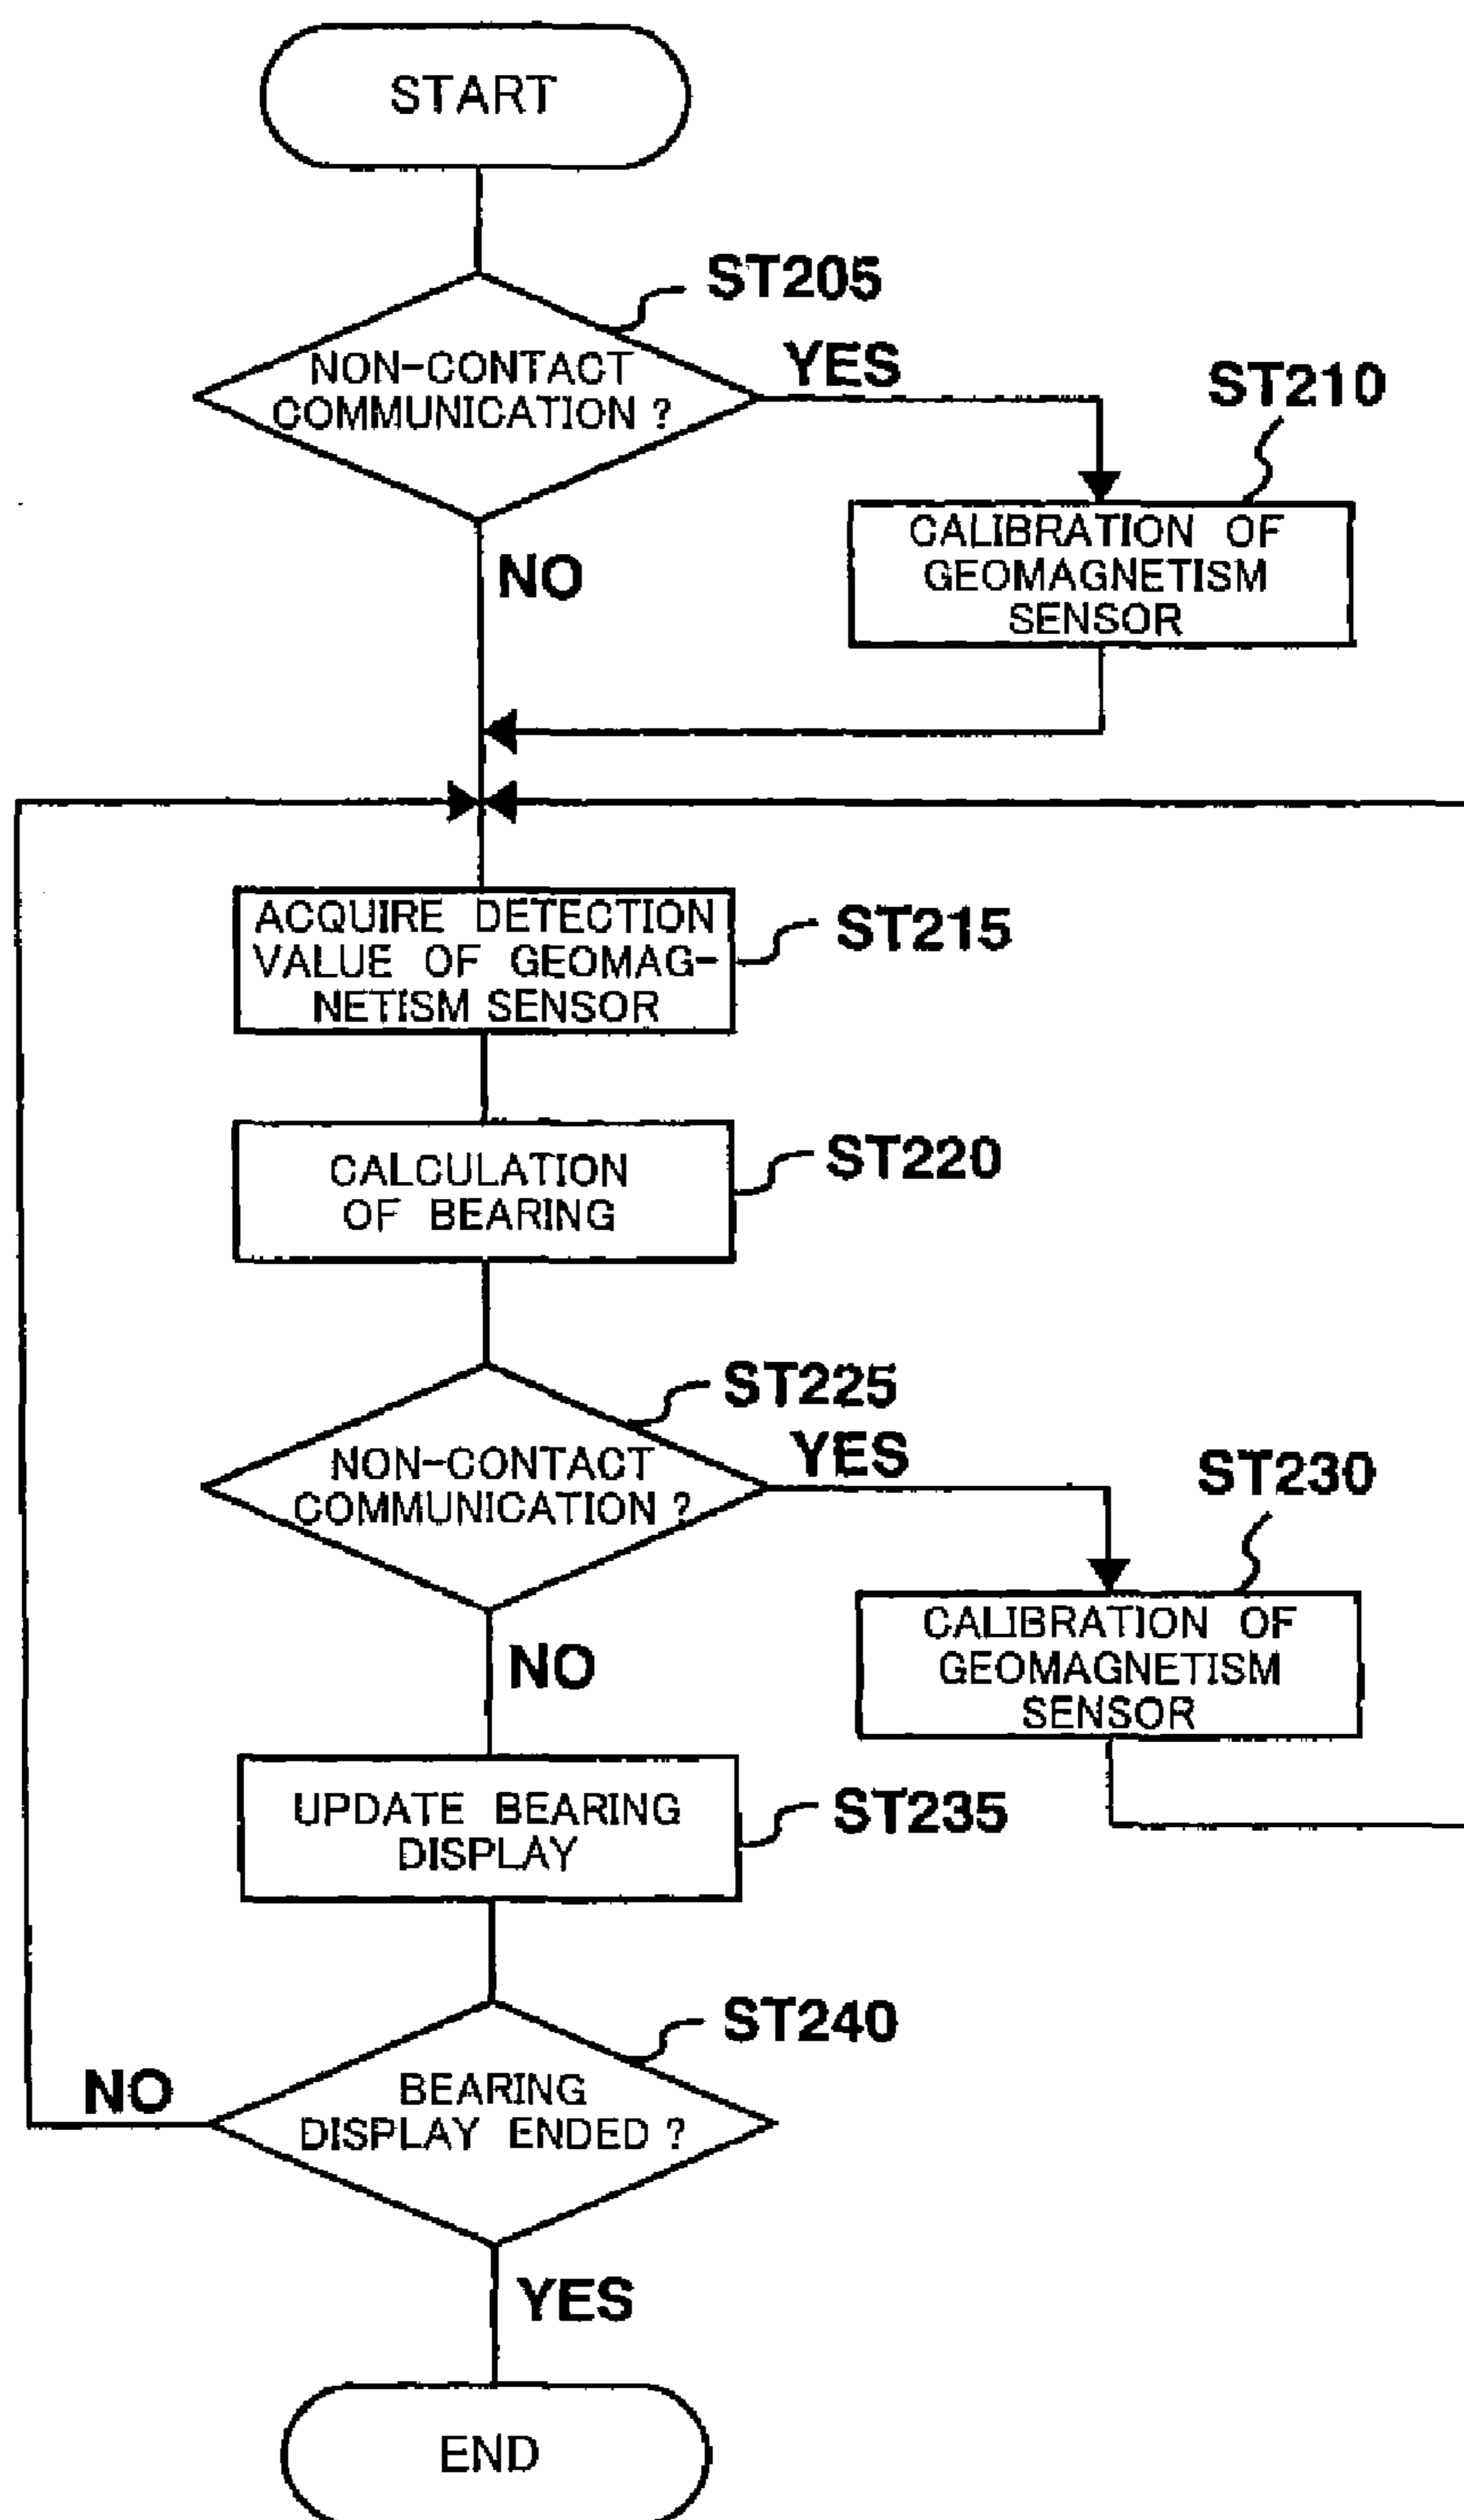 START
ST205
NON-CONTACT
COMMUNICATION ?
YES
ST210
CALIBRATION OF
GEOMAGNETISM
SENSOR
NO
ACQUIRE DETECTION
VALUE OF GEOMAG-
NETISM SENSOR
ST215
CALCULATION
OF BEARING
ST220
ST225
NON-CONTACT
COMMUNICATION ?
YES
ST230
CALIBRATION OF
GEOMAGNETISM
SENSOR
NO
UPDATE BEARING
DISPLAY
ST235
ST240
BEARING
DISPLAY ENDED ?
NO
YES
END